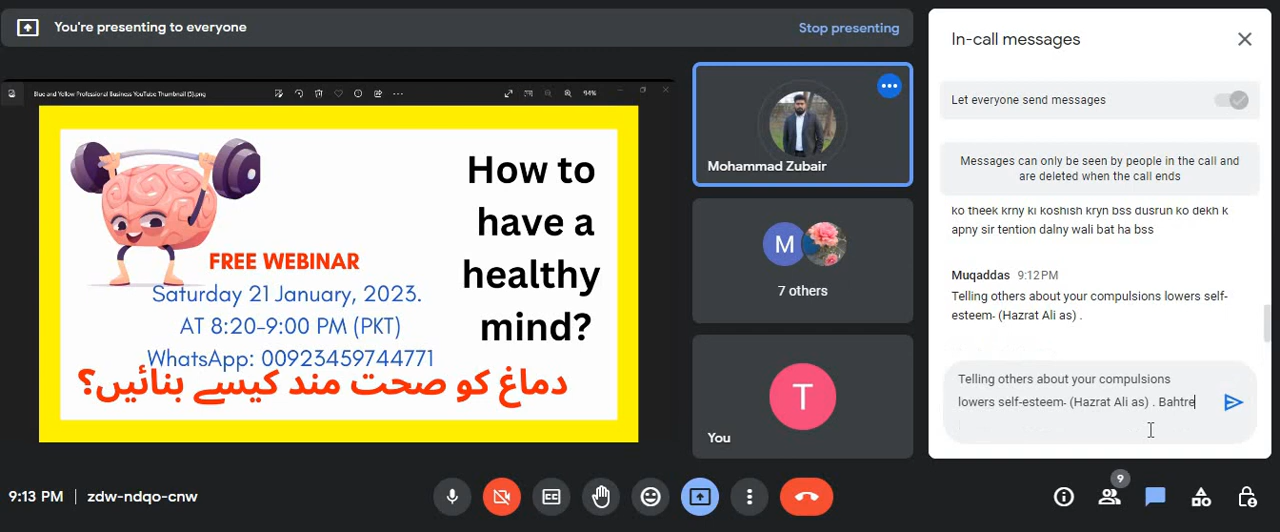 You're presenting to everyone
Stop presenting
Blue and Yellow Professional Business YouTube Thumbnail (5).png
94%
How to
have a
healthy
mind?
FREE WEBINAR
Saturday 21 January, 2023.
AT 8:20-9:00 PM (PKT)
WhatsApp: 00923459744771
دماغ کو صحت مند کیسے بنائیں؟
Mohammad Zubair
M
7 others
T
You
In-call messages
Let everyone send messages
Messages can only be seen by people in the call and
are deleted when the call ends
ko theek krny ki koshish kryn bss dusrun ko dekh k
apny sir tention dalny wali bat ha bss
Muqaddas 9:12 PM
Telling others about your compulsions lowers self-
esteem- (Hazrat Ali as) .
Telling others about your compulsions
lowers self-esteem- (Hazrat Ali as) . Bahtre
9:13 PM | zdw-ndqo-cnw
9